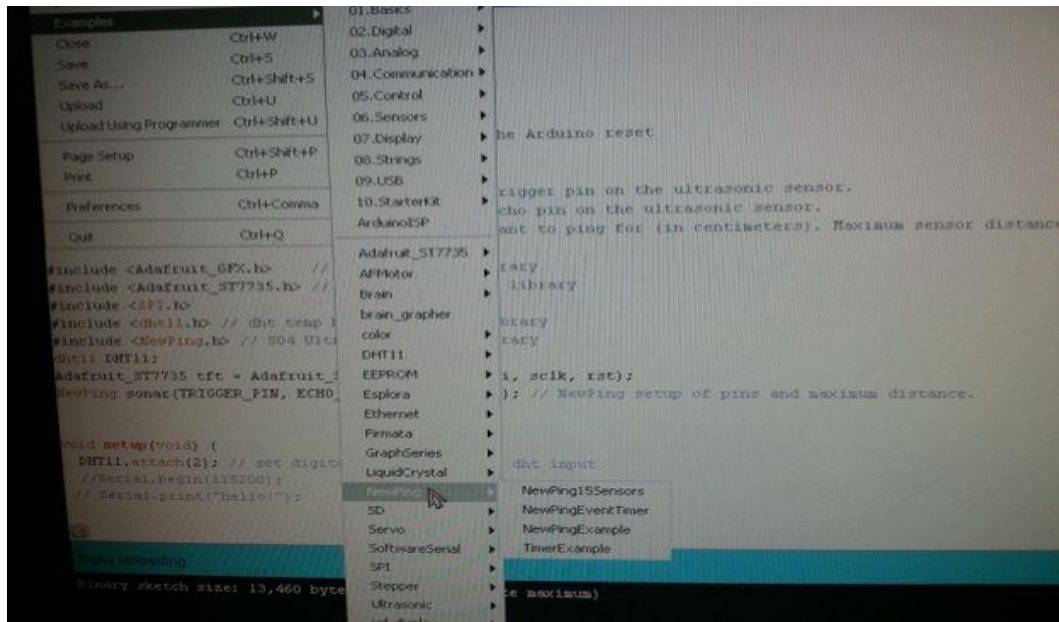 Examples
Close Ctrl+W
Save Ctrl+S
Save As... Ctrl+Shift+S
Upload Ctrl+U
Upload Using Programmer Ctrl+Shift+U
Page Setup Ctrl+Shift+P
Print Ctrl+P
Preferences Ctrl+Comma
Quit Ctrl+Q
01.Basics
02.Digital
03.Analog
04.Communication
05.Control
06.Sensors
07.Display
08.Strings
09.USB
10.StarterKit
ArduinoISP
Adafruit_ST7735
AFMotor
Brain
brain_grapher
color
DHT11
EEPROM
Esplora
Ethernet
Firmata
GraphSeries
LiquidCrystal
NewPing
SD
Servo
SoftwareSerial
SPI
Stepper
Ultrasonic
NewPing15Sensors
NewPingEventTimer
NewPingExample
TimerExample
he Arduino reset
rigger pin on the ultrasonic sensor.
cho pin on the ultrasonic sensor.
ant to ping for (in centimeters). Maximum sensor distance
#include <Adafruit_GFX.h> // rary
#include <Adafruit_ST7735.h> // library
#include <SPI.h>
#include <dht11.h> // dht temp l brary
#include <NewPing.h> // S04 Ult rary
dht11 DHT11;
Adafruit_ST7735 tft = Adafruit_ i, sclk, rst);
NewPing sonar(TRIGGER_PIN, ECHO_ ); // NewPing setup of pins and maximum distance.
void setup(void) {
DHT11.attach(2); // set digit dht input
//Serial.begin(115200);
// Serial.print("hello!");
Done uploading.
Binary sketch size: 13,460 byte te maximum)